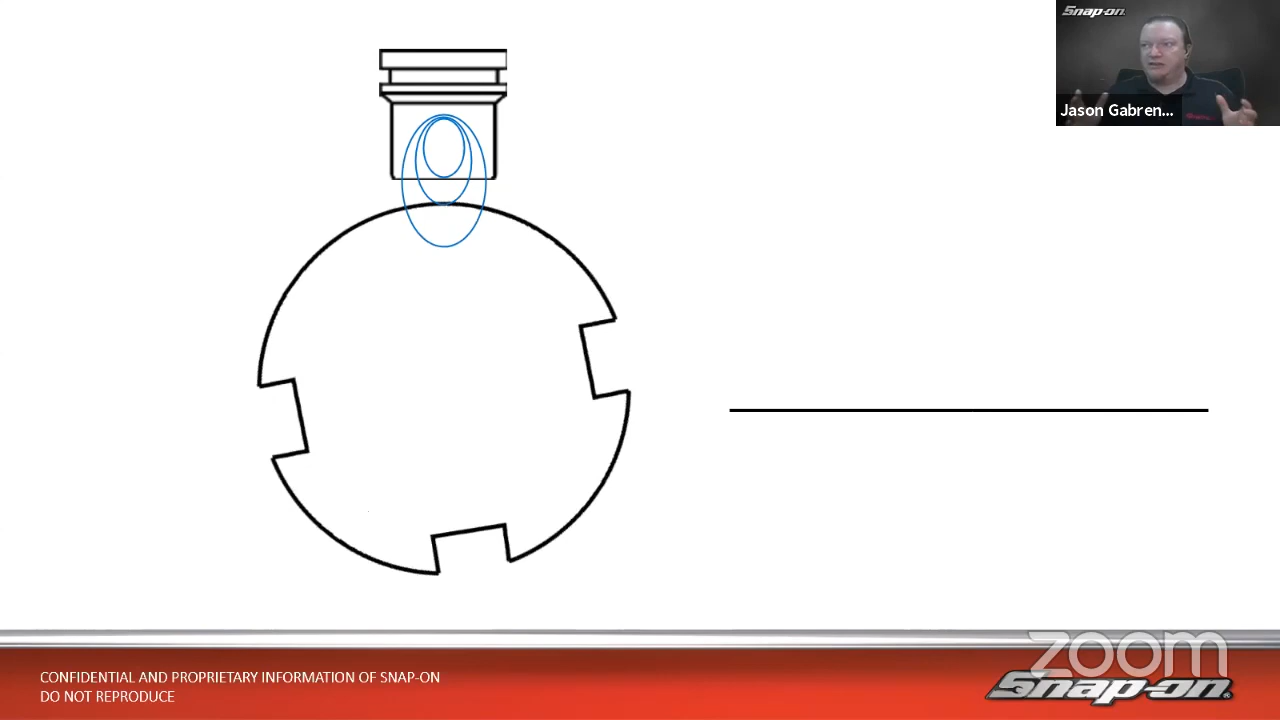 Snap-on
Jason Gabren...
zoom
CONFIDENTIAL AND PROPRIETARY INFORMATION OF SNAP-ON
DO NOT REPRODUCE
Snap-on